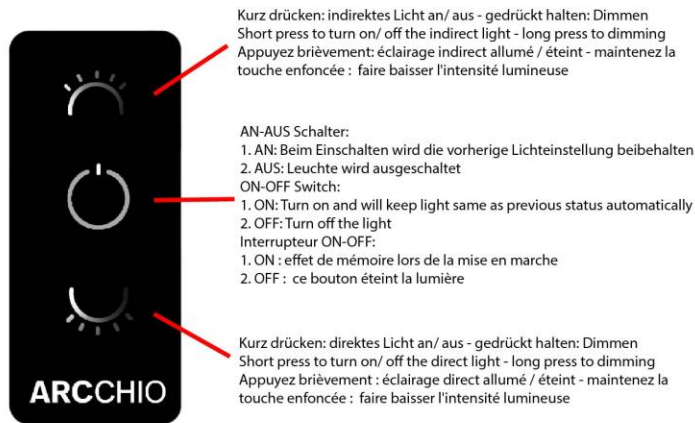 Kurz drücken: indirektes Licht an/ aus - gedrückt halten: Dimmen
Short press to turn on/ off the indirect light - long press to dimming
Appuyez brièvement: éclairage indirect allumé / éteint - maintenez la
touche enfoncée : faire baisser l'intensité lumineuse
AN-AUS Schalter:
1. AN: Beim Einschalten wird die vorherige Lichteinstellung beibehalten
2. AUS: Leuchte wird ausgeschaltet
ON-OFF Switch:
1. ON: Turn on and will keep light same as previous status automatically
2. OFF: Turn off the light
Interrupteur ON-OFF:
1. ON : effet de mémoire lors de la mise en marche
2. OFF : ce bouton éteint la lumière
Kurz drücken: direktes Licht an/ aus - gedrückt halten: Dimmen
Short press to turn on/ off the direct light - long press to dimming
Appuyez brièvement : éclairage direct allumé / éteint - maintenez la
touche enfoncée : faire baisser l'intensité lumineuse
ARCCHIO